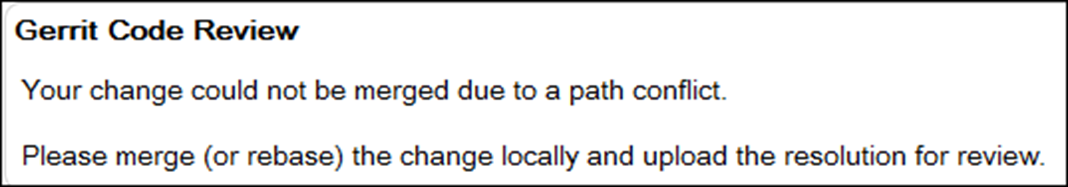 Gerrit Code Review
Your change could not be merged due to a path conflict.
Please merge (or rebase) the change locally and upload the resolution for review.